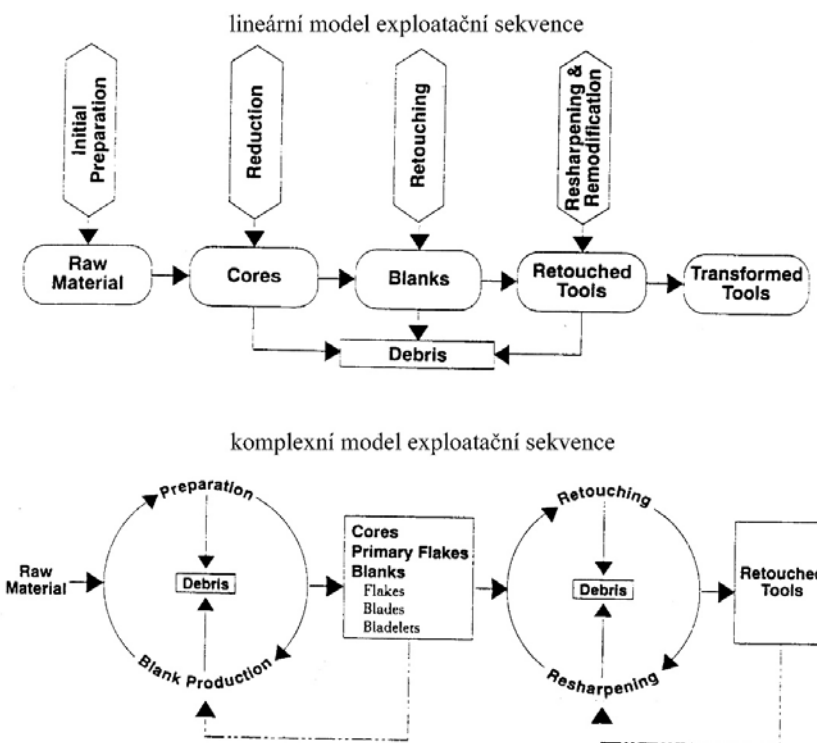 lineární model exploatační sekvence
Initial
Preparation
Reduction
Retouching
Resharpening &
Remodification
Raw
Material
Cores
Blanks
Retouched
Tools
Transformed
Tools
Debris
komplexní model exploatační sekvence
Preparation
Raw
Material
Debris
Blank Production
Cores
Primary Flakes
Blanks
Flakes
Blades
Bladelets
Retouching
Debris
Resharpening
Retouched
Tools